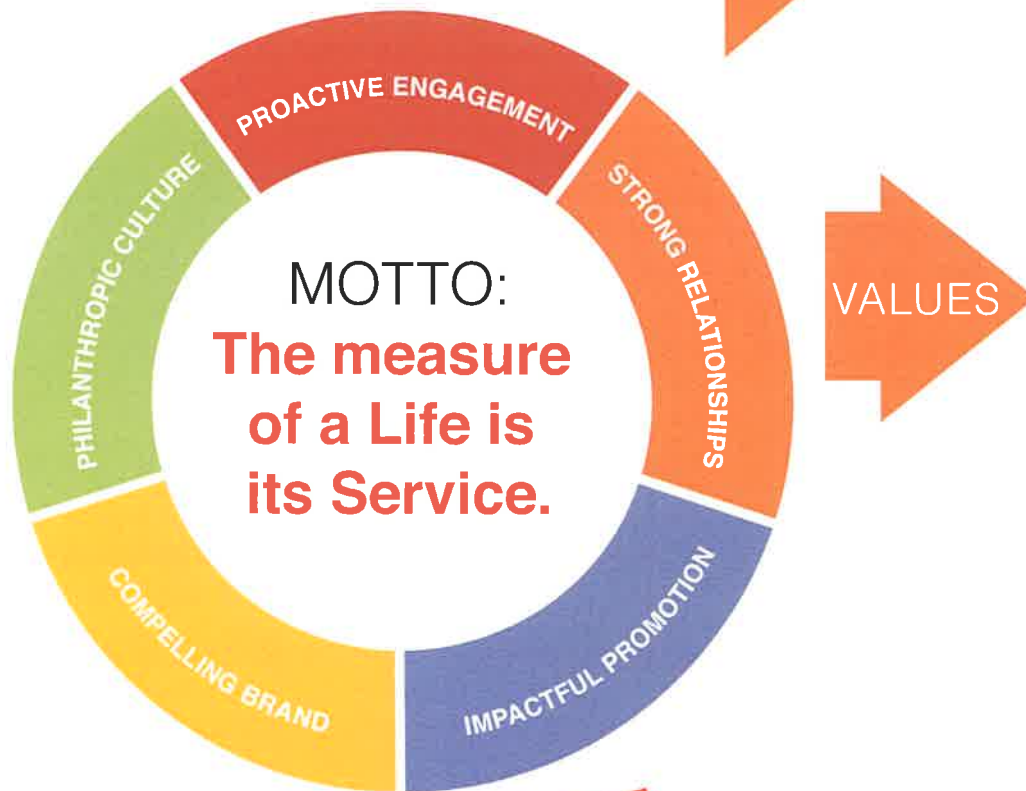 PROACTIVE ENGAGEMENT
STRONG RELATIONSHIPS
IMPACTFUL PROMOTION
COMPELLING BRAND
PHILANTHROPIC CULTURE
MOTTO:
The measure
of a Life is
its Service.
VALUES